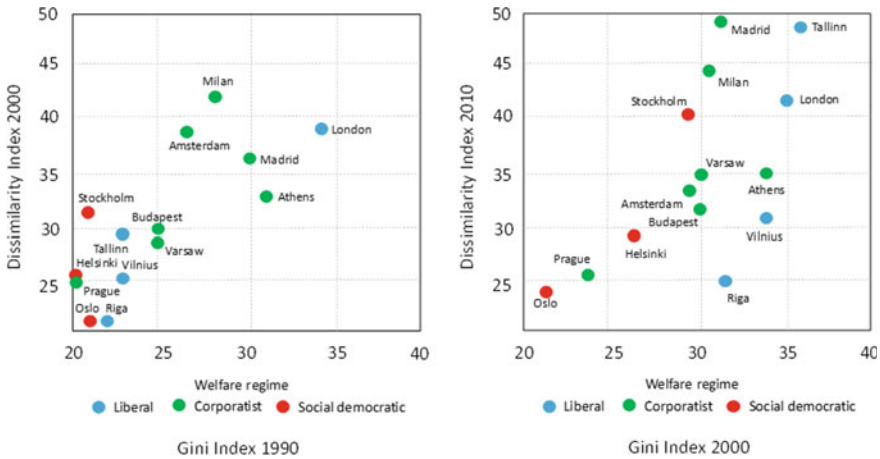 Dissimilarity Index 2000
50
45
40
35
30
25
Milan
Amsterdam
London
Madrid
Athens
Stockholm
Budapest
Tallinn
Varsaw
Helsinki
Vilnius
Prague
Oslo
Riga
20
25
30
35
40
Welfare regime
Liberal
Corporatist
Social democratic
Gini Index 1990
Dissimilarity Index 2010
50
45
40
35
30
25
Madrid
Tallinn
Milan
Stockholm
London
Varsaw
Amsterdam
Athens
Budapest
Vilnius
Helsinki
Prague
Oslo
Riga
20
25
30
35
40
Welfare regime
Liberal
Corporatist
Social democratic
Gini Index 2000